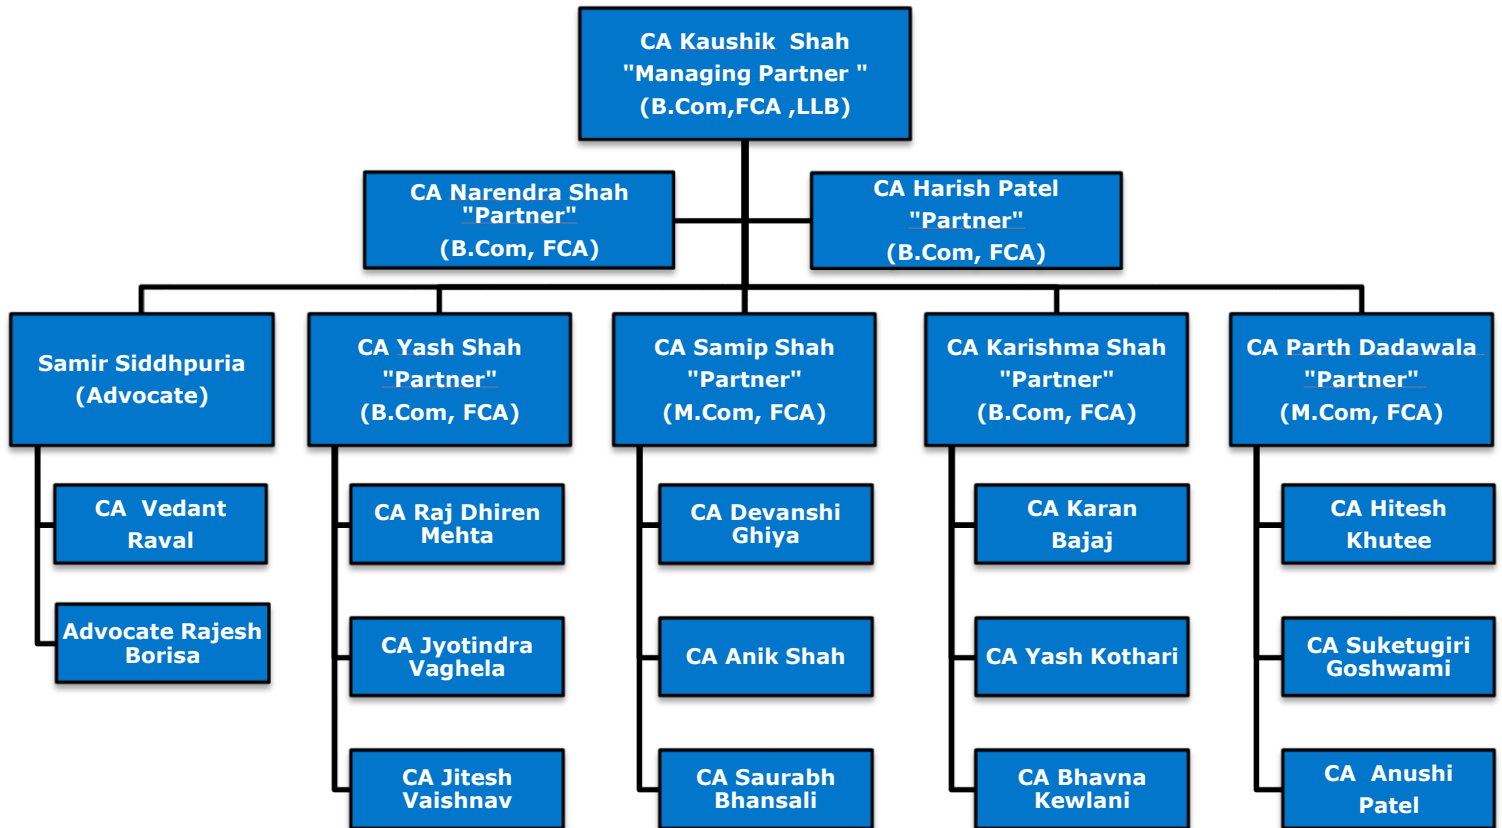 CA Kaushik Shah
"Managing Partner "
(B.Com,FCA ,LLB)
CA Narendra Shah
"Partner"
(B.Com, FCA)
CA Harish Patel
"Partner"
(B.Com, FCA)
Samir Siddhpuria
(Advocate)
CA Yash Shah
"Partner"
(B.Com, FCA)
CA Samip Shah
"Partner"
(M.Com, FCA)
CA Karishma Shah
"Partner"
(B.Com, FCA)
CA Parth Dadawala
"Partner"
(M.Com, FCA)
CA Vedant
Raval
CA Raj Dhiren
Mehta
CA Devanshi
Ghiya
CA Karan
Bajaj
CA Hitesh
Khutee
Advocate Rajesh
Borisa
CA Jyotindra
Vaghela
CA Anik Shah
CA Yash Kothari
CA Suketugiri
Goshwami
CA Jitesh
Vaishnav
CA Saurabh
Bhansali
CA Bhavna
Kewlani
CA Anushi
Patel